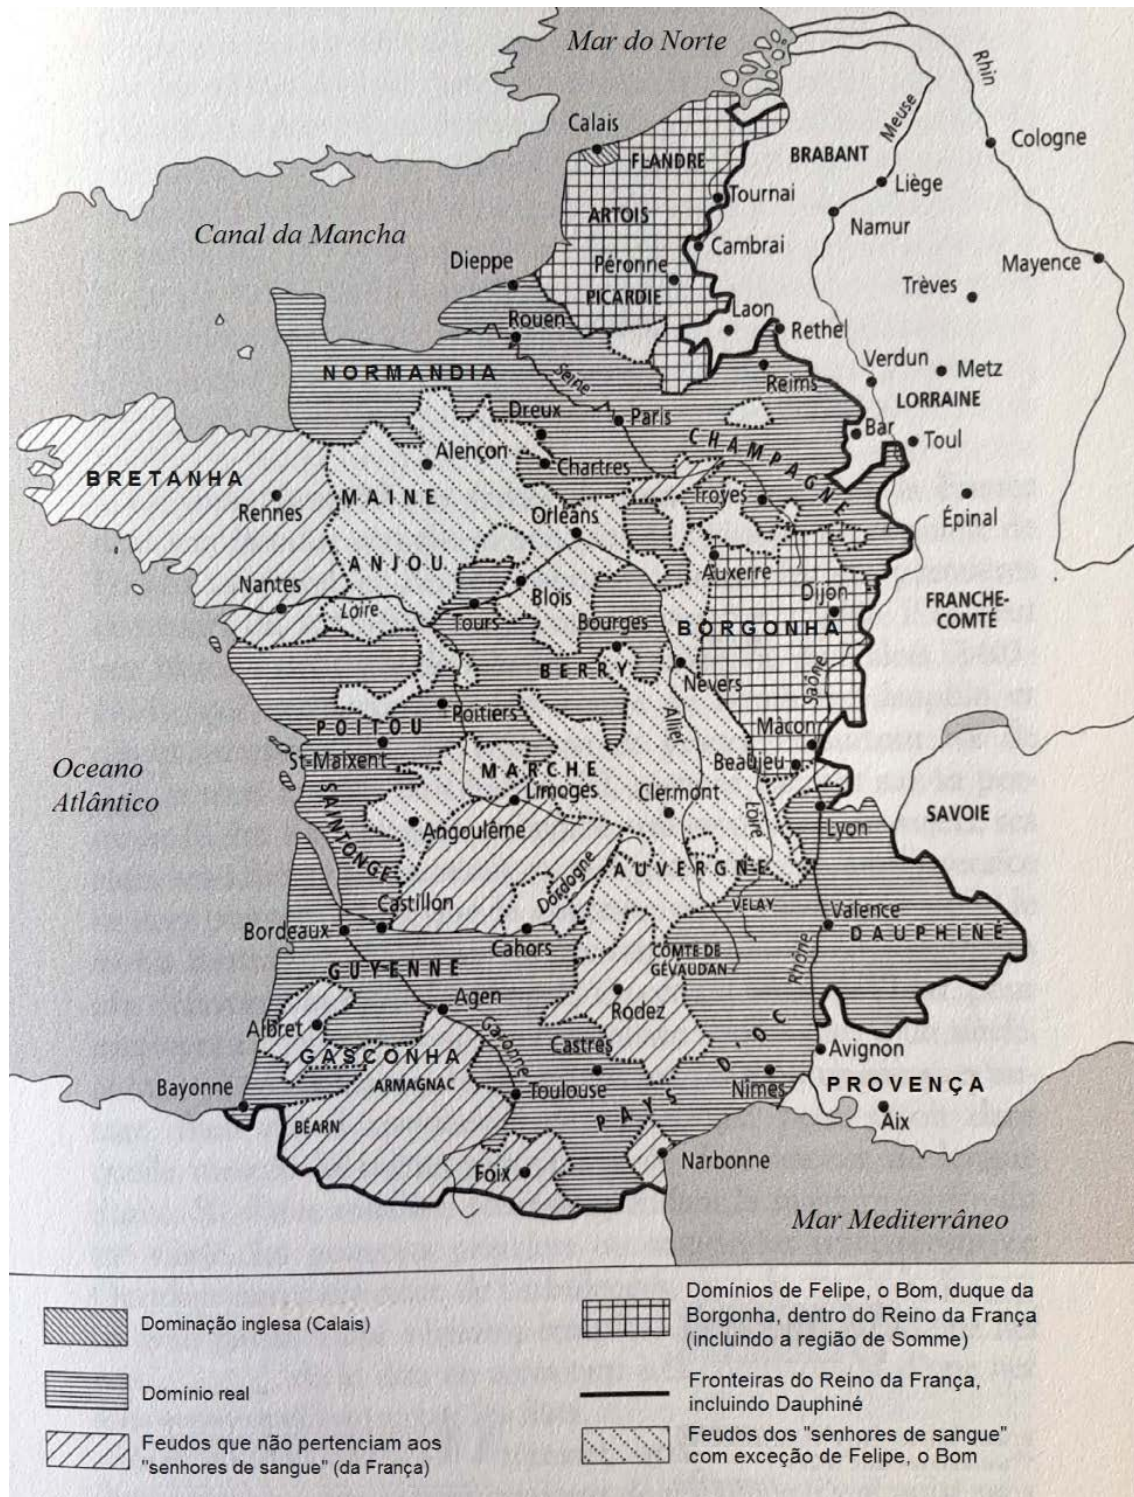 Mar do Norte
Rhin
Calais
Meuse
Cologne
FLANDRE
BRABANT
Tournai
Liège
ARTOIS
Namur
Canal da Mancha
Cambrai
Dieppe
Péronne
Mayence
Trèves
PICARDIE
Laon
Rouen
Rethel
Verdun
Metz
NORMANDIA
Seine
Reims
LORRAINE
Dreux
Paris
Bar
Toul
Alençon
CHAMPAGNE
Chartres
BRETANHA
MAINE
Troyes
Rennes
Orléans
Épinal
ANJOU
Auxerre
Nantes
Blois
Dijon
FRANCHE-
COMTÉ
Loire
Tours
Bourges
BORGONHA
BERRY
Saône
Nevers
Poitiers
Allier
POITOU
Mâcon
St-Maixent
Beaujeu
Oceano
Atlântico
MARCHE
Limoges
Clermont
Loire
SAVOIE
SAINTONGE
Angoulême
Lyon
AUVERGNE
Dordogne
Castillon
VELAY
Valence
Bordeaux
DAUPHINÉ
Cahors
COMTE DE
GÉVAUDAN
GUYENNE
Rhône
Agen
Rodez
Albret
Garonne
GASCONHA
Castres
Avignon
Bayonne
ARMAGNAC
Toulouse
Nîmes
PROVENÇA
PAYS D'OC
Aix
BÉARN
Foix
Narbonne
Mar Mediterrâneo
Dominação inglesa (Calais)
Domínio real
Feudos que não pertenciam aos
"senhores de sangue" (da França)
Domínios de Felipe, o Bom, duque da
Borgonha, dentro do Reino da França
(incluindo a região de Somme)
Fronteiras do Reino da França,
incluindo Dauphiné
Feudos dos "senhores de sangue"
com exceção de Felipe, o Bom